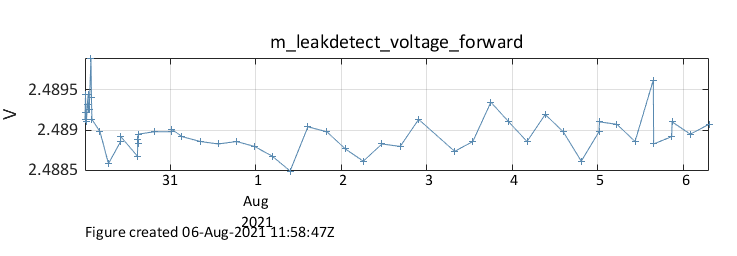 m_leakdetect_voltage_forward
V
2.4895
2.489
2.4885
31 1 2 3 4 5 6
Aug
2021
Figure created 06-Aug-2021 11:58:47Z